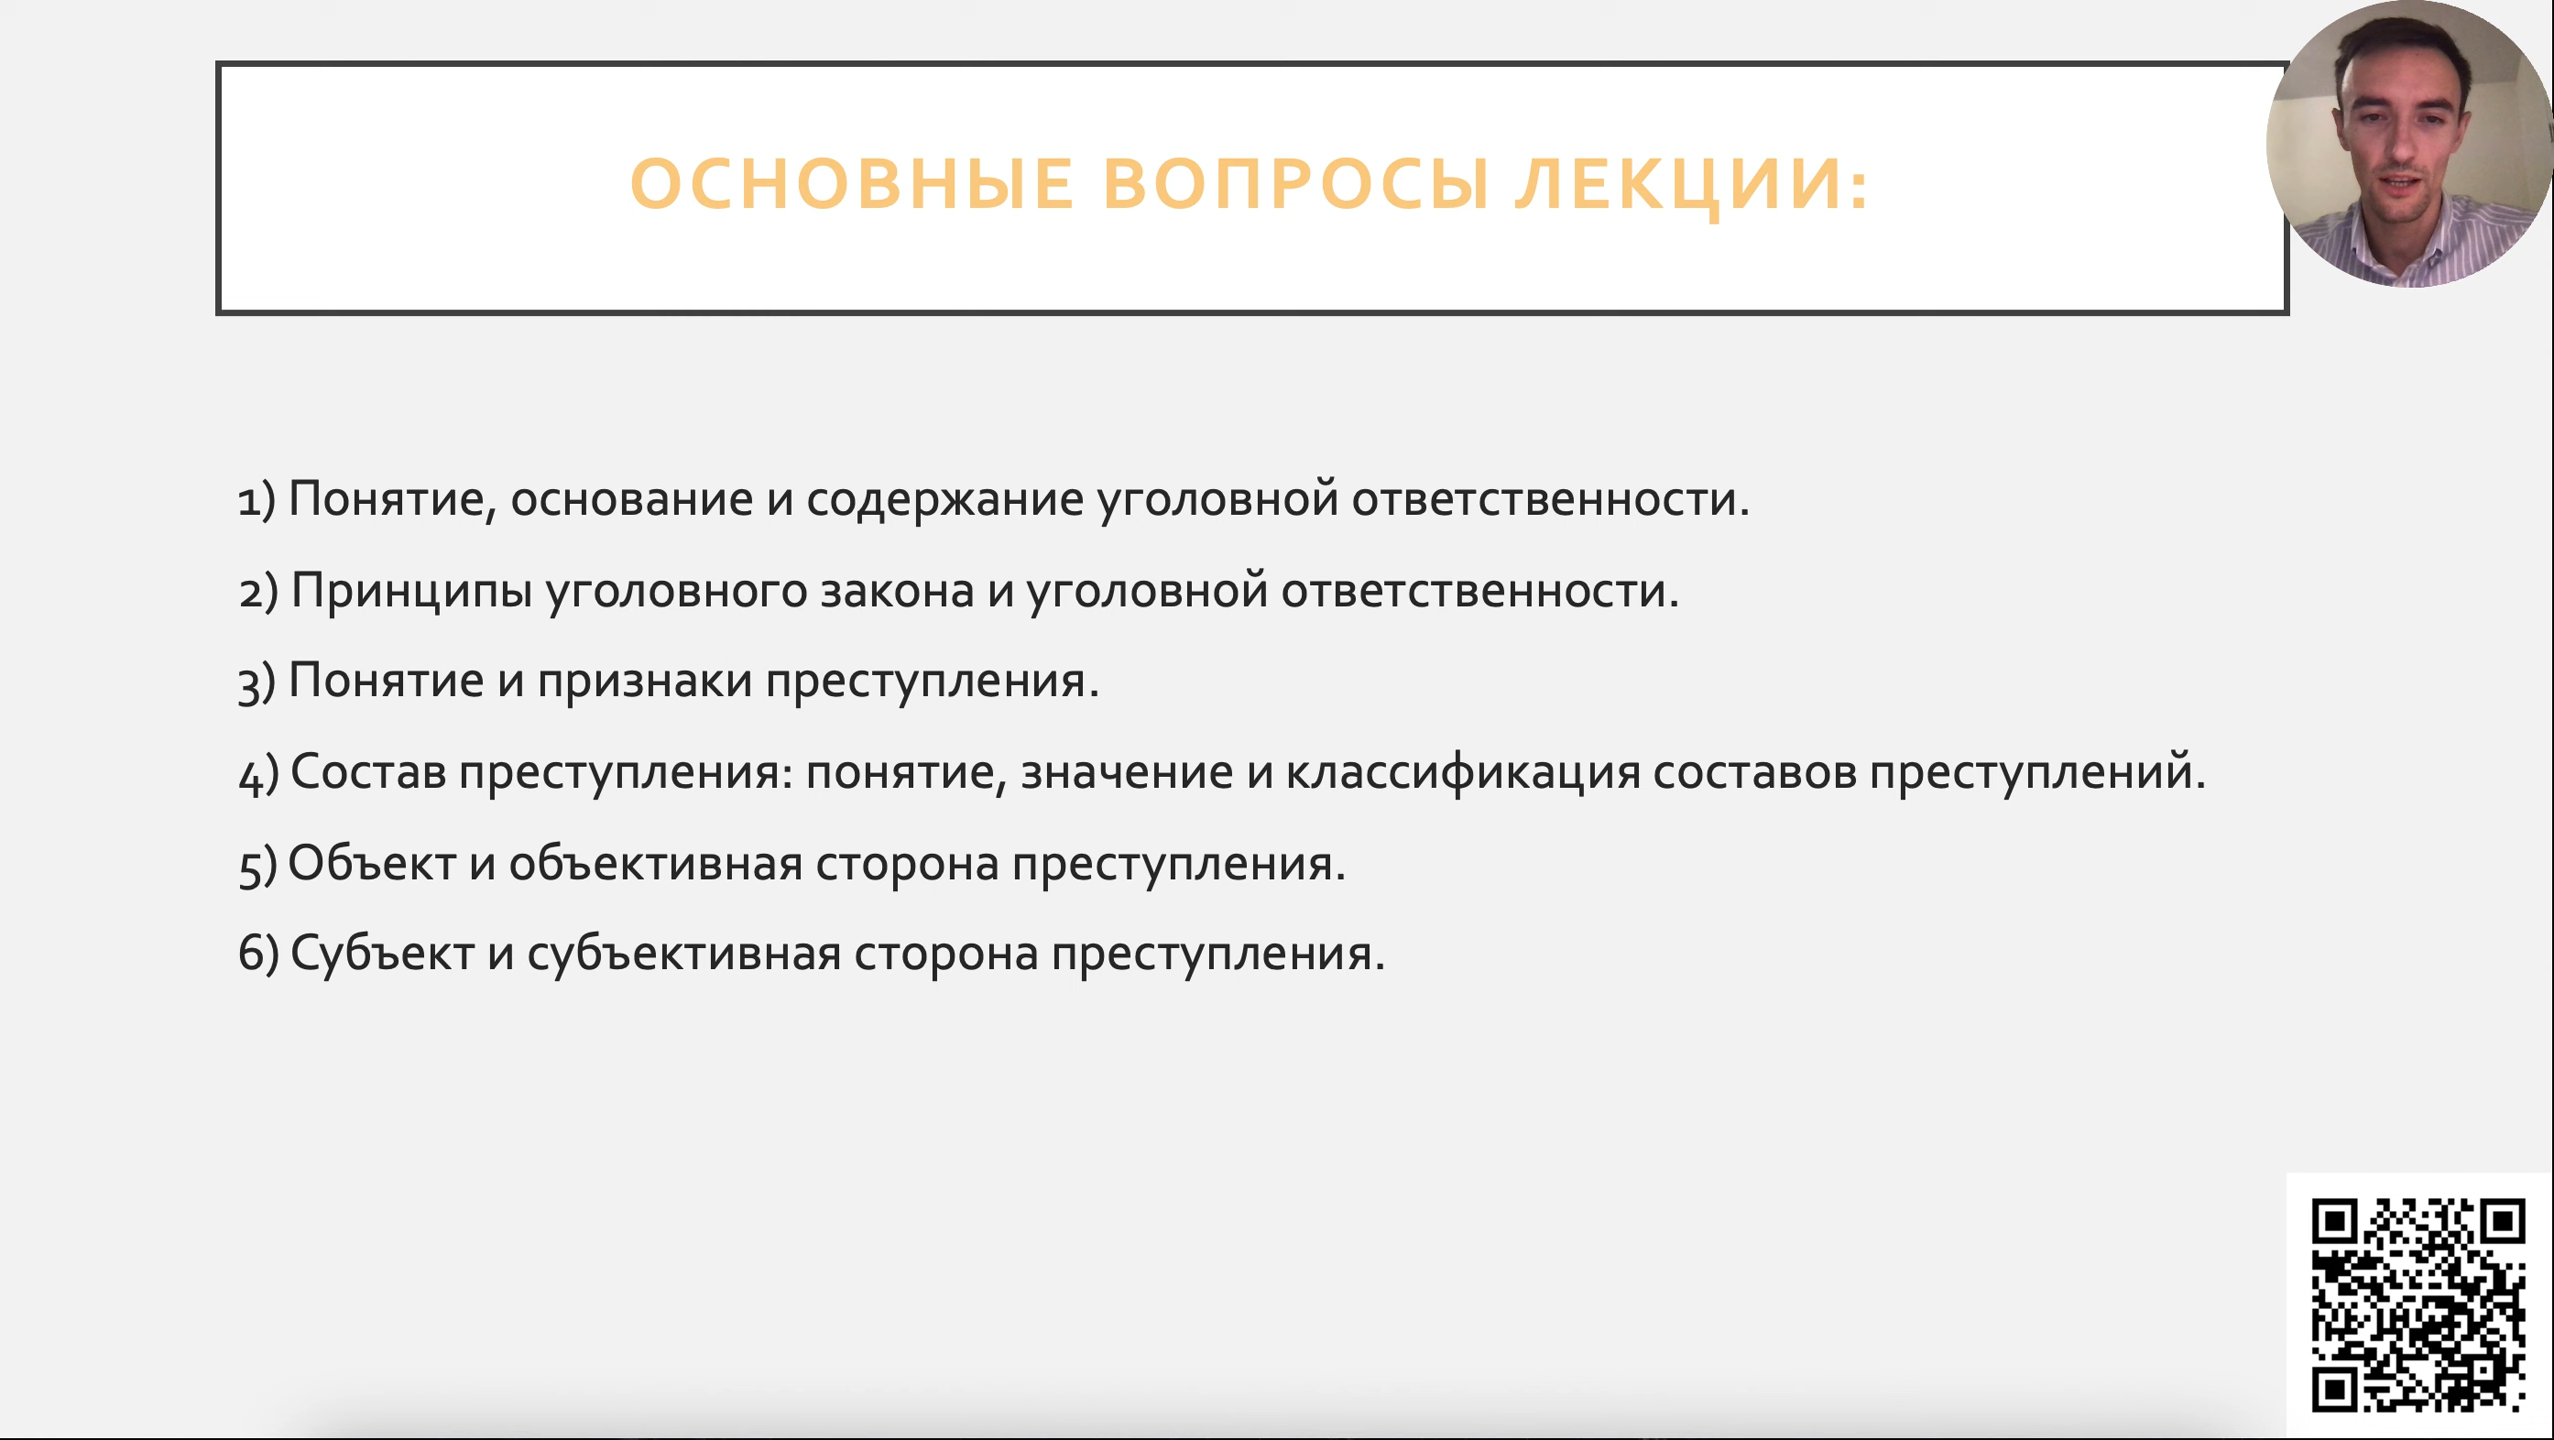 ОСНОВНЫЕ ВОПРОСЫ ЛЕКЦИИ:
1) Понятие, основание и содержание уголовной ответственности.
2) Принципы уголовного закона и уголовной ответственности.
3) Понятие и признаки преступления.
4) Состав преступления: понятие, значение и классификация составов преступлений.
5) Объект и объективная сторона преступления.
6) Субъект и субъективная сторона преступления.